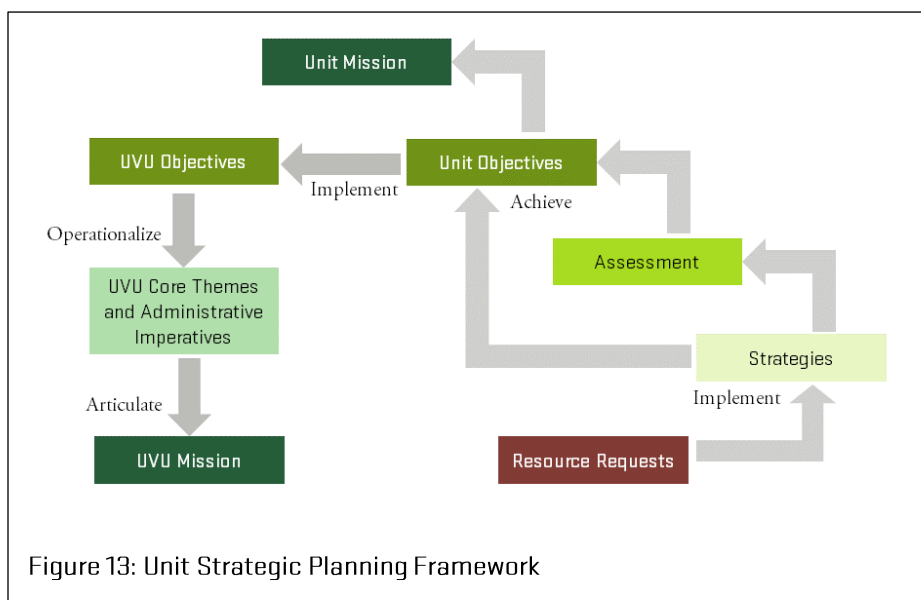 Unit Mission
UVU Objectives
Unit Objectives
Implement
Achieve
Operationalize
Assessment
UVU Core Themes
and Administrative
Imperatives
Strategies
Implement
Articulate
UVU Mission
Resource Requests
Figure 13: Unit Strategic Planning Framework